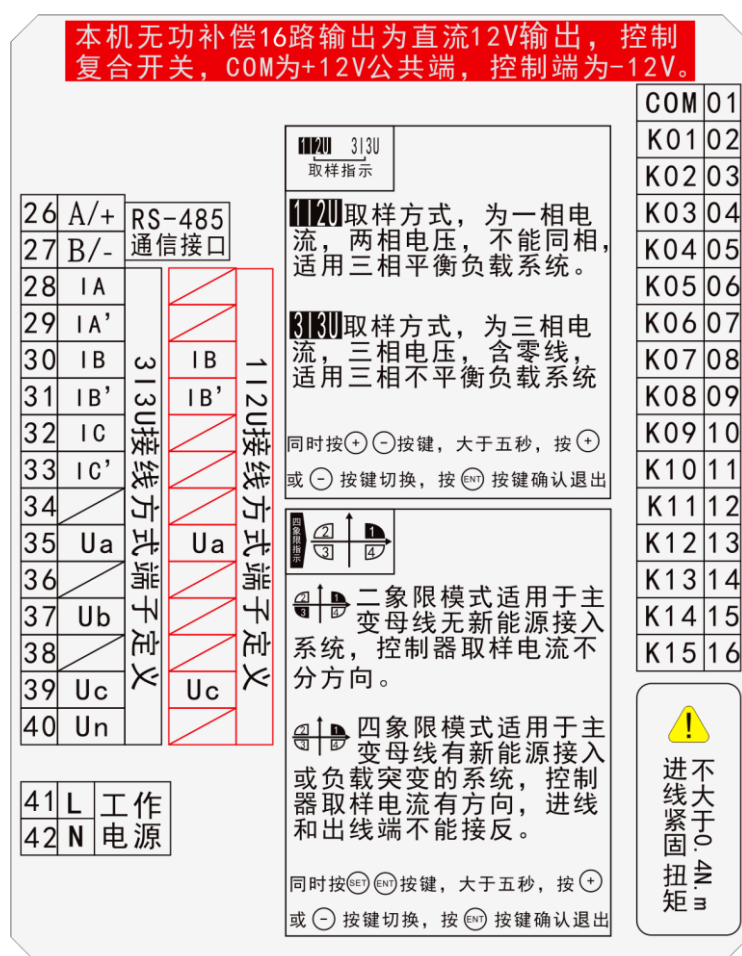 本机无功补偿16路输出为直流12V输出，控制
复合开关，COM为+12V公共端，控制端为-12V。
COM 01
K01 02
K02 03
K03 04
K04 05
K05 06
K06 07
K07 08
K08 09
K09 10
K10 11
K11 12
K12 13
K13 14
K14 15
K15 16
26 A/+
27 B/-
RS-485
通信接口
28 IA
29 IA’
30 IB IB
31 IB’ IB’
32 IC
33 IC’
34
35 Ua Ua
36
37 Ub
38
39 Uc Uc
40 Un
3I3U接线方式端子定义
1I2U接线方式端子定义
41 L
42 N
工作
电源
1I2U 3I3U
取样指示
1I2U取样方式，为一相电
流，两相电压，不能同相，
适用三相平衡负载系统。
3I3U取样方式，为三相电
流，三相电压，含零线，
适用三相不平衡负载系统
同时按+ -按键，大于五秒，按+
或 - 按键切换，按 ENT 按键确认退出
四象限指示
2 1
3 4
2 1
3 4
二象限模式适用于主
变母线无新能源接入
系统，控制器取样电流不
分方向。
2 1
3 4
四象限模式适用于主
变母线有新能源接入
或负载突变的系统，控制
器取样电流有方向，进线
和出线端不能接反。
同时按SET ENT按键，大于五秒，按+
或 - 按键切换，按 ENT 按键确认退出
!
进线紧固扭矩
不大于0.4N.m